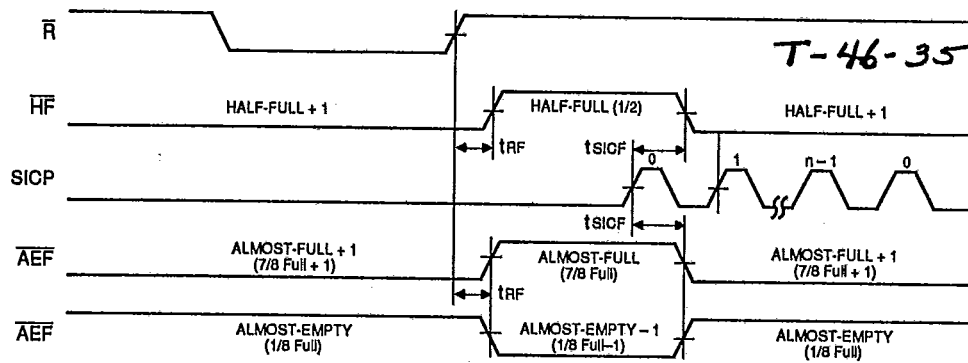 R
T-46-35
HF
HALF-FULL + 1
HALF-FULL (1/2)
HALF-FULL + 1
tRF
tSICF
SICP
0
1
n-1
0
tSICF
AEF
ALMOST-FULL + 1
(7/8 Full + 1)
ALMOST-FULL
(7/8 Full)
ALMOST-FULL + 1
(7/8 Full + 1)
tRF
AEF
ALMOST-EMPTY
(1/8 Full)
ALMOST-EMPTY – 1
(1/8 Full–1)
ALMOST-EMPTY
(1/8 Full)